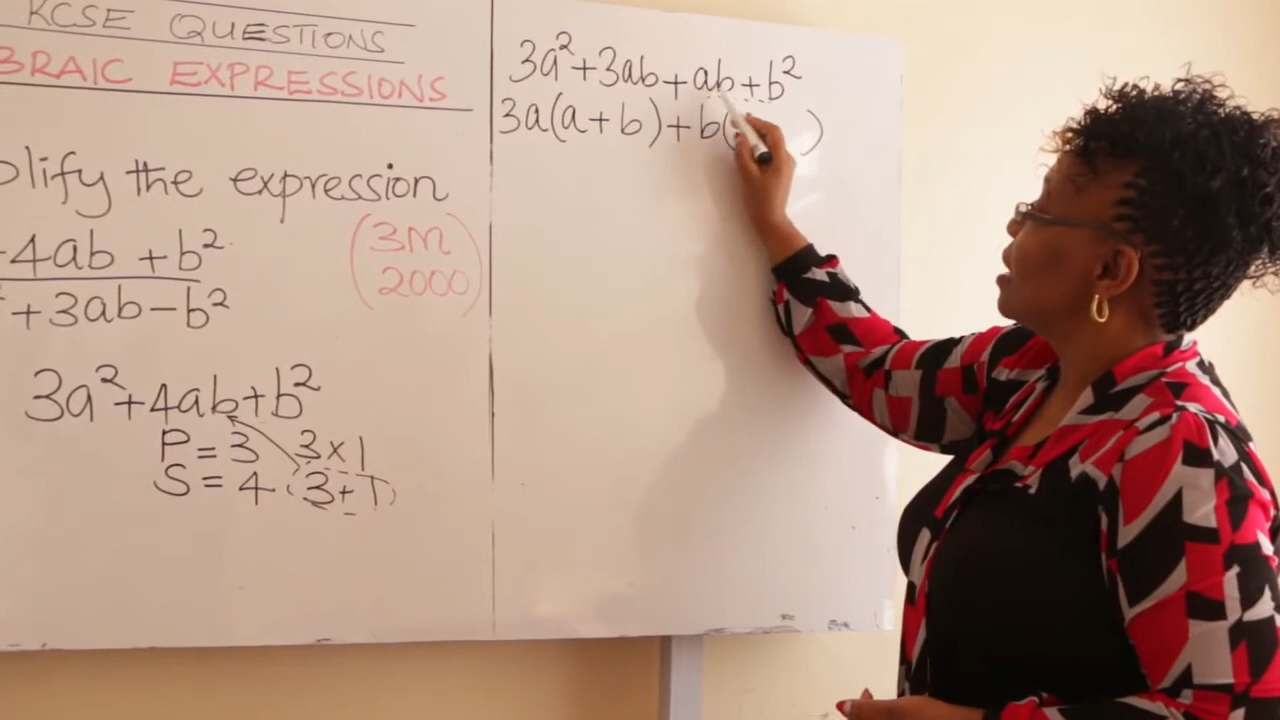 KCSE QUESTIONS
BRAIC EXPRESSIONS
plify the expression
4ab + b²
+ 3ab - b²
(3M
2000)
3a² + 4ab + b²
P = 3 3 x 1
S = 4 (3 + 1)
3a² + 3ab + ab + b²
3a(a + b) + b( )